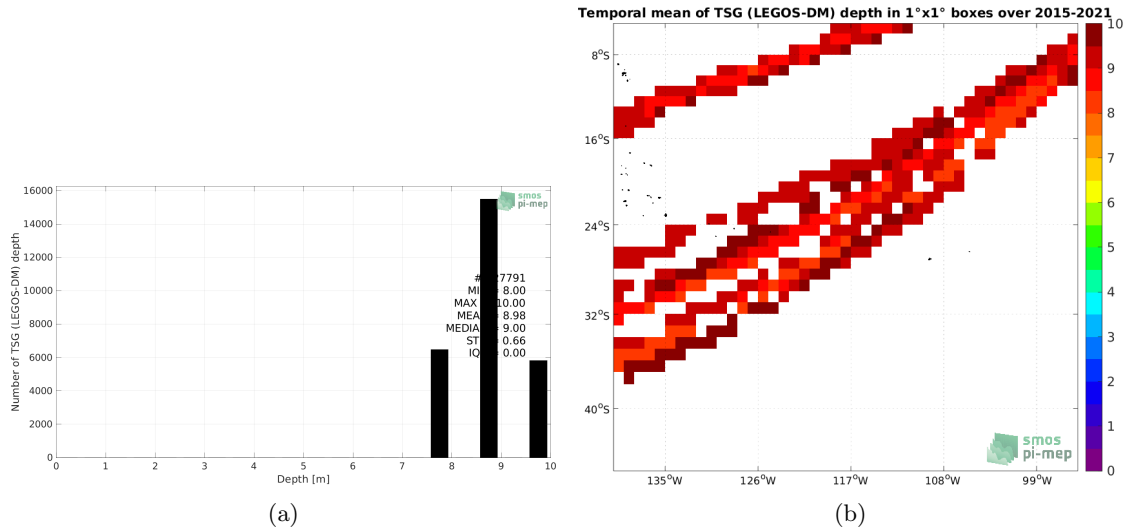 Temporal mean of TSG (LEGOS-DM) depth in 1°x1° boxes over 2015-2021
16000
14000
12000
10000
8000
6000
4000
2000
0
Number of TSG (LEGOS-DM) depth
smos
pi-mep
8.00
10.00
8.98
MEDIA = 9.00
0.66
0.00
0 1 2 3 4 5 6 7 8 9 10
Depth [m]
(a)
8°S
16°S
24°S
32°S
40°S
135°W 126°W 117°W 108°W 99°W
smos
pi-mep
10
9
8
7
6
5
4
3
2
1
0
(b)